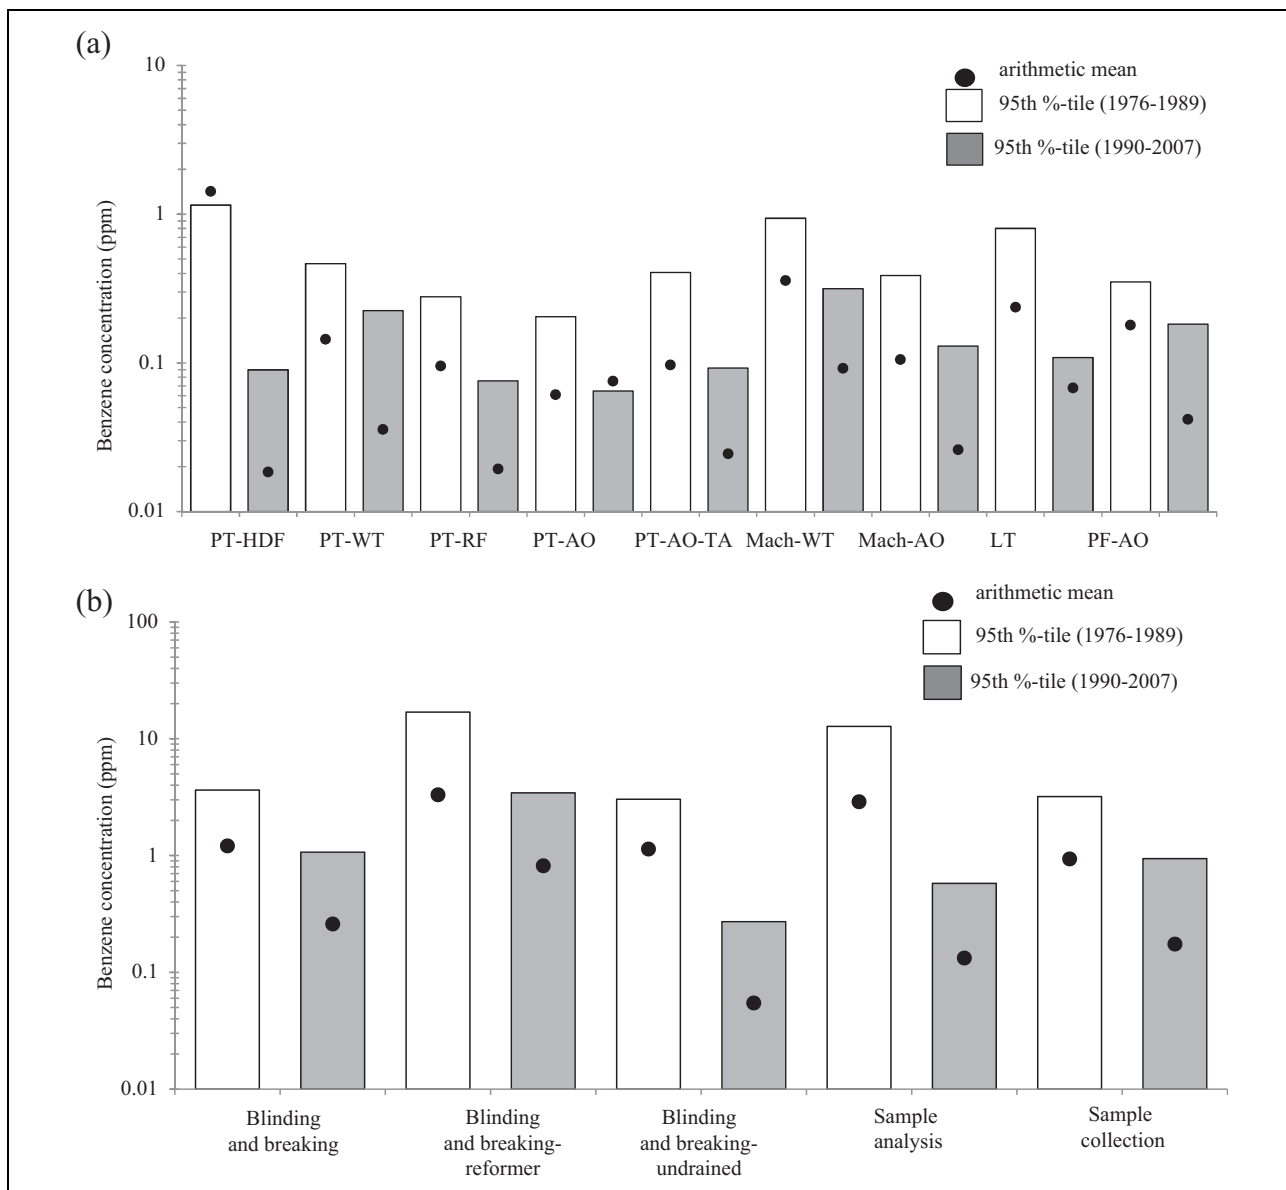 (a)
10
1
0.1
0.01
Benzene concentration (ppm)
arithmetic mean
95th %-tile (1976-1989)
95th %-tile (1990-2007)
PT-HDF PT-WT PT-RF PT-AO PT-AO-TA Mach-WT Mach-AO LT PF-AO
(b)
100
10
1
0.1
0.01
Benzene concentration (ppm)
arithmetic mean
95th %-tile (1976-1989)
95th %-tile (1990-2007)
Blinding
and breaking
Blinding
and breaking-
reformer
Blinding
and breaking-
undrained
Sample
analysis
Sample
collection